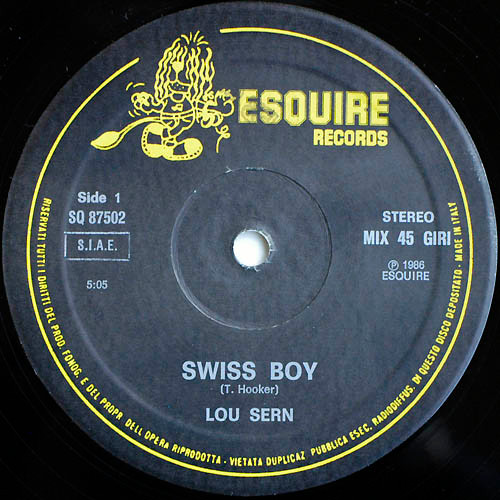 ESQUIRE
RECORDS
Side 1
SQ 87502
S.I.A.E.
5:05
STEREO
MIX 45 GIRI
℗ 1986
ESQUIRE
SWISS BOY
(T. Hooker)
LOU SERN
RISERVATI TUTTI I DIRITTI DEL PROD. FONOG. E DEL PROPR. DELL'OPERA RIPRODOTTA - VIETATA DUPLICAZ. PUBBLICA ESEC. RADIODIFFUS. DI QUESTO DISCO DEPOSITATO - MADE IN ITALY